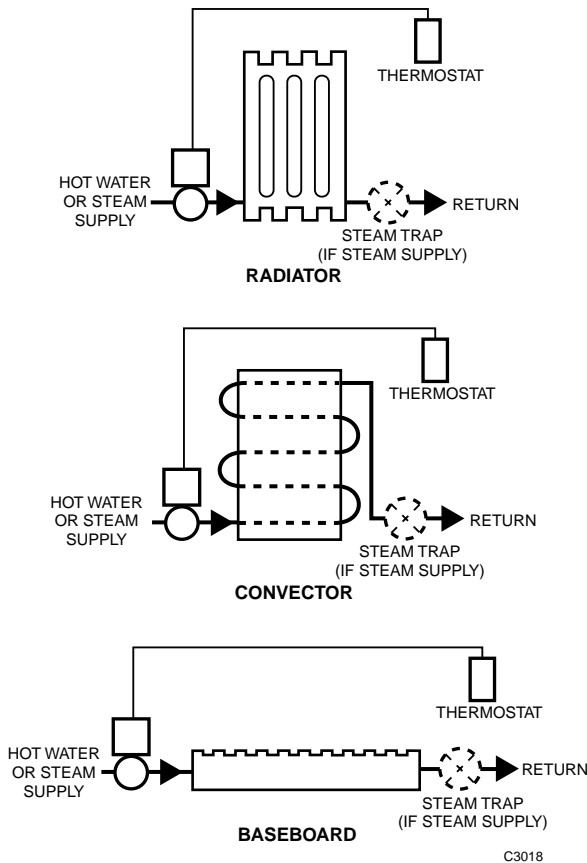 THERMOSTAT
HOT WATER
OR STEAM
SUPPLY
RETURN
STEAM TRAP
(IF STEAM SUPPLY)
RADIATOR
THERMOSTAT
HOT WATER
OR STEAM
SUPPLY
RETURN
STEAM TRAP
(IF STEAM SUPPLY)
CONVECTOR
THERMOSTAT
HOT WATER
OR STEAM
SUPPLY
RETURN
STEAM TRAP
(IF STEAM SUPPLY)
BASEBOARD
C3018